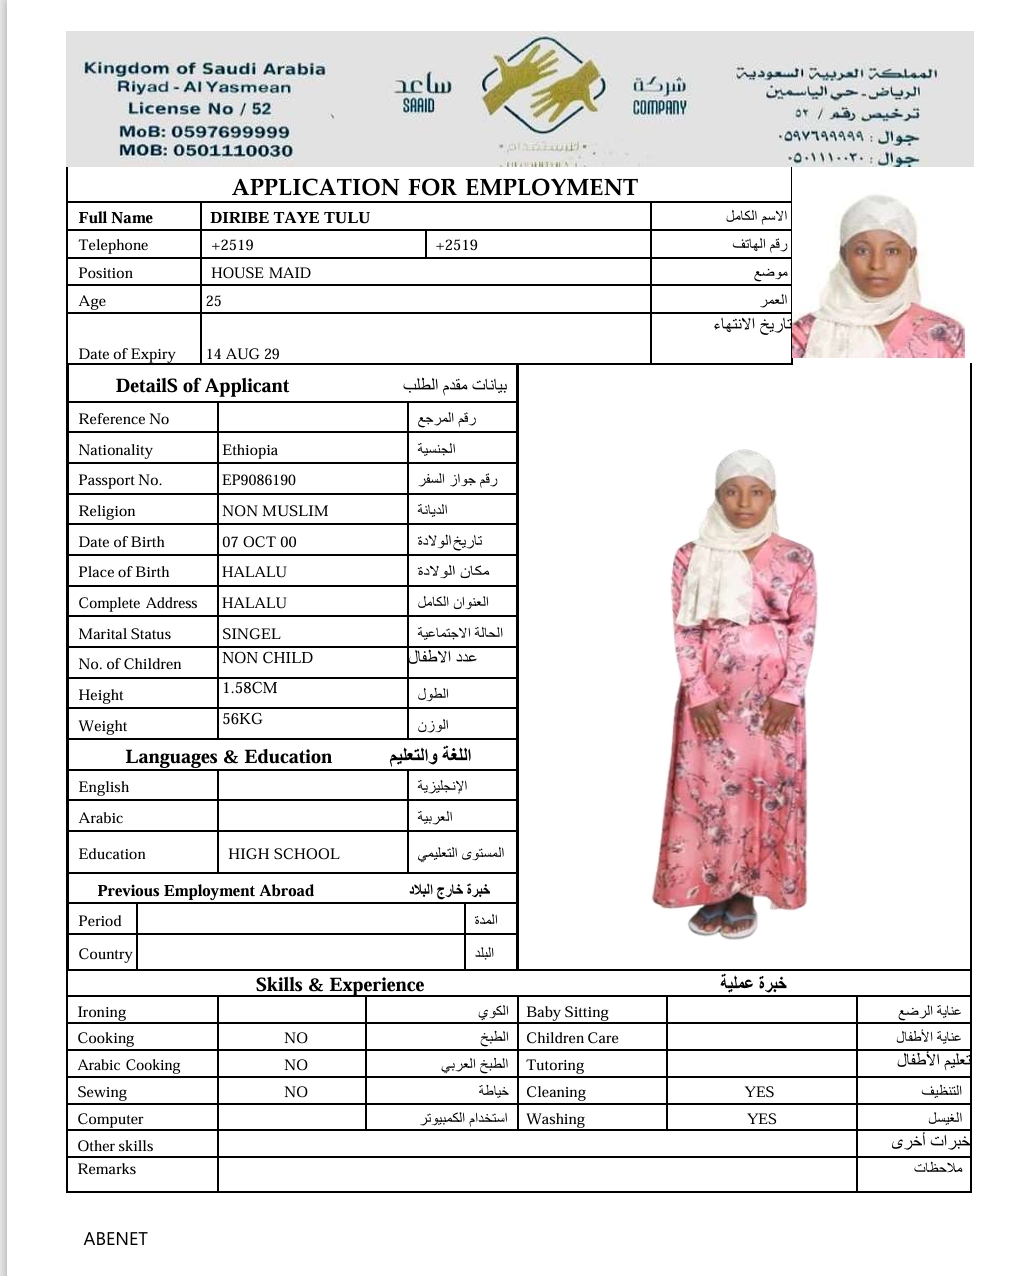 Kingdom of Saudi Arabia
Riyad - Al Yasmean
License No / 52
MoB: 0597699999
MOB: 0501110030
ساعد
SAAID
شركة
COMPANY
المملكة العربية السعودية
الرياض - حي الياسمين
ترخيص رقم / ٥٢
جوال : ٠٥٩٧٦٩٩٩٩٩
جوال : ٠٥٠١١١٠٠٣٠
للإستقدام
APPLICATION FOR EMPLOYMENT
Full Name DIRIBE TAYE TULU الاسم الكامل
Telephone +2519 +2519 رقم الهاتف
Position HOUSE MAID موضع
Age 25 العمر
تاريخ الانتهاء
Date of Expiry 14 AUG 29
DetailS of Applicant بيانات مقدم الطلب
Reference No رقم المرجع
Nationality Ethiopia الجنسية
Passport No. EP9086190 رقم جواز السفر
Religion NON MUSLIM الديانة
Date of Birth 07 OCT 00 تاريخ الولادة
Place of Birth HALALU مكان الولادة
Complete Address HALALU العنوان الكامل
Marital Status SINGEL الحالة الاجتماعية
No. of Children NON CHILD عدد الاطفال
Height 1.58CM الطول
Weight 56KG الوزن
Languages & Education اللغة والتعليم
English الإنجليزية
Arabic العربية
Education HIGH SCHOOL المستوى التعليمي
Previous Employment Abroad خبرة خارج البلاد
Period المدة
Country البلد
Skills & Experience خبرة عملية
Ironing الكوي Baby Sitting عناية الرضع
Cooking NO الطبخ Children Care عناية الأطفال
Arabic Cooking NO الطبخ العربي Tutoring تعليم الأطفال
Sewing NO خياطة Cleaning YES التنظيف
Computer استخدام الكمبيوتر Washing YES الغيسل
Other skills خبرات أخرى
Remarks ملاحظات
ABENET